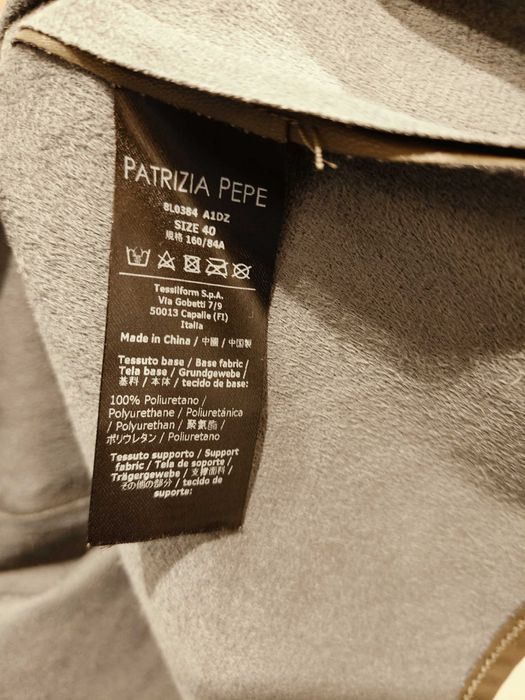 PATRIZIA PEPE
8L0384 A1DZ
SIZE 40
規格 160/84A
Tessilform S.p.A.
Via Gobetti 7/9
50013 Capalle (FI)
Italia
Made in China / 中國 / 中国製
Tessuto base / Base fabric /
Tela base / Grundgewebe /
基料 / 本体 / tecido de base:
100% Poliuretano /
Polyurethane / Poliuretánica
/ Polyurethan / 聚氨酯 /
ポリウレタン / Poliuretano
Tessuto supporto / Support
fabric / Tela de soporte /
Trägergewebe / 支撑面料 /
その他の部分 / tecido de
suporte: